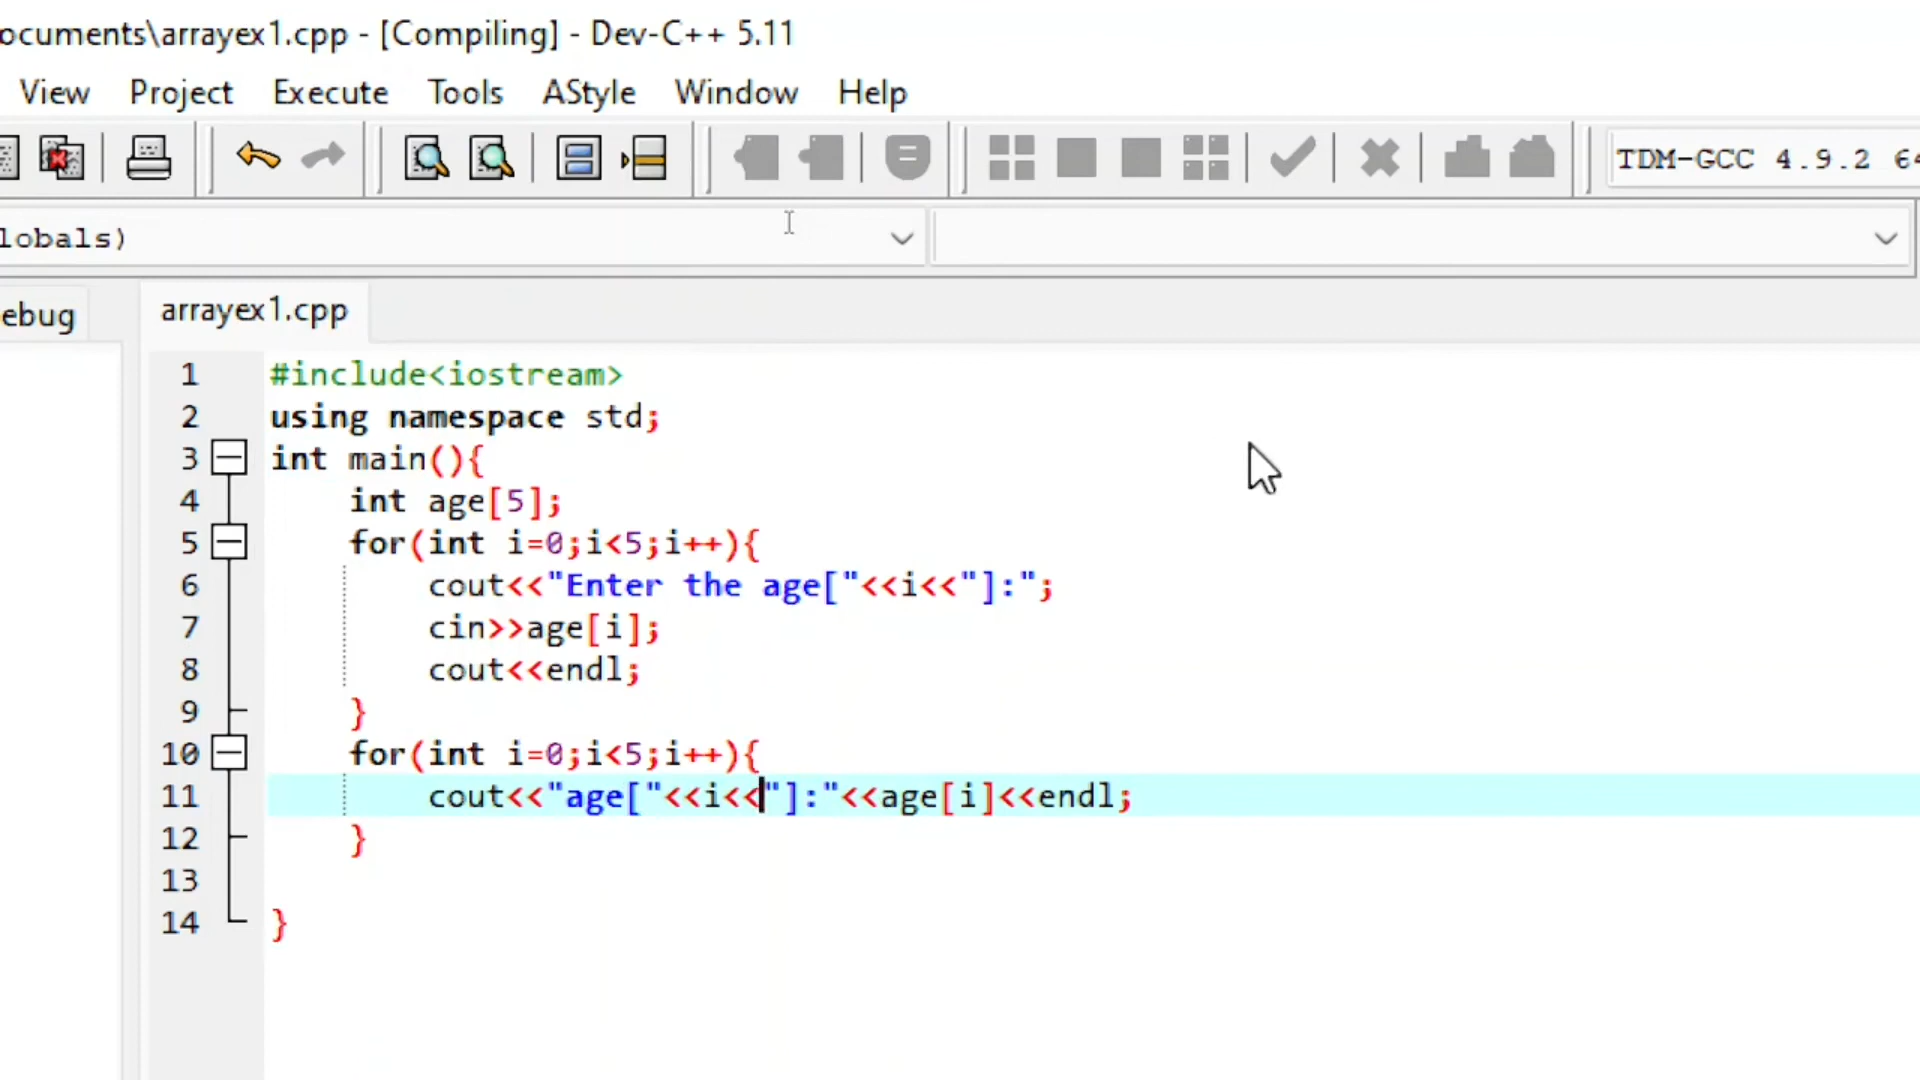 ocuments\arrayex1.cpp - [Compiling] - Dev-C++ 5.11
View Project Execute Tools AStyle Window Help
TDM-GCC 4.9.2 64
lobals)
ebug arrayex1.cpp
1 #include<iostream>
2 using namespace std;
3 int main(){
4 int age[5];
5 for(int i=0;i<5;i++){
6 cout<<"Enter the age["<<i<<"]:";
7 cin>>age[i];
8 cout<<endl;
9 }
10 for(int i=0;i<5;i++){
11 cout<<"age["<<i<<"]:"<<age[i]<<endl;
12 }
13
14 }